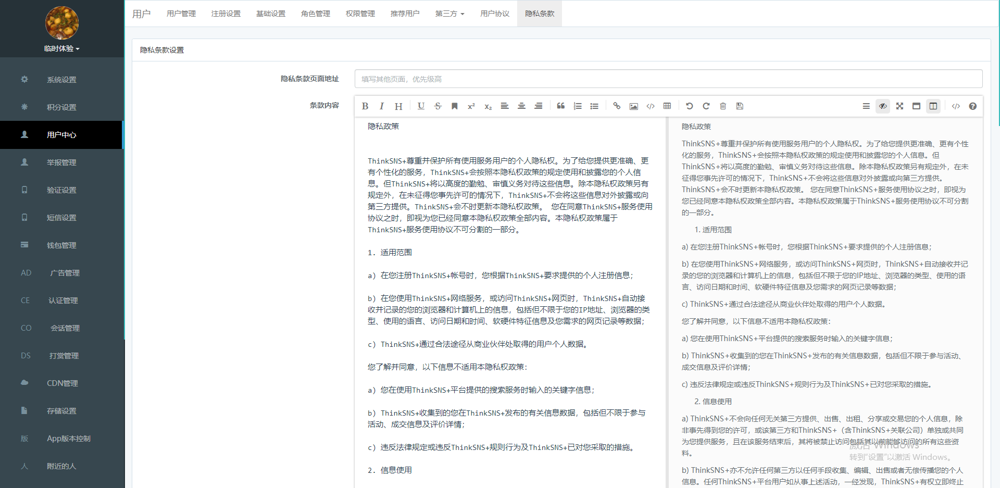 临时体验
系统设置
积分设置
用户中心
举报管理
验证设置
短信设置
钱包管理
AD 广告管理
CE 认证管理
CO 会话管理
DS 打赏管理
CDN管理
存储设置
版 App版本控制
人 附近的人
用户 用户管理 注册设置 基础设置 角色管理 权限管理 推荐用户 第三方 用户协议 隐私条款
隐私条款设置
隐私条款页面地址 填写其他页面，优先级高
条款内容
隐私政策
ThinkSNS+尊重并保护所有使用服务用户的个人隐私权。为了给您提供更准确、更
有个性化的服务，ThinkSNS+会按照本隐私权政策的规定使用和披露您的个人信
息。但ThinkSNS+将以高度的勤勉、审慎义务对待这些信息。除本隐私权政策另有
规定外，在未征得您事先许可的情况下，ThinkSNS+不会将这些信息对外披露或向
第三方提供。ThinkSNS+会不时更新本隐私权政策。 您在同意ThinkSNS+服务使用
协议之时，即视为您已经同意本隐私权政策全部内容。本隐私权政策属于
ThinkSNS+服务使用协议不可分割的一部分。
1. 适用范围
a) 在您注册ThinkSNS+帐号时，您根据ThinkSNS+要求提供的个人注册信息；
b) 在您使用ThinkSNS+网络服务，或访问ThinkSNS+网页时，ThinkSNS+自动接
收并记录的您的浏览器和计算机上的信息，包括但不限于您的IP地址、浏览器的类
型、使用的语言、访问日期和时间、软硬件特征信息及您需求的网页记录等数据；
c) ThinkSNS+通过合法途径从商业伙伴处取得的用户个人数据。
您了解并同意，以下信息不适用本隐私权政策：
a) 您在使用ThinkSNS+平台提供的搜索服务时输入的关键字信息；
b) ThinkSNS+收集到的您在ThinkSNS+发布的有关信息数据，包括但不限于参与
活动、成交信息及评价详情；
c) 违反法律规定或违反ThinkSNS+规则行为及ThinkSNS+已对您采取的措施。
2. 信息使用
隐私政策
ThinkSNS+尊重并保护所有使用服务用户的个人隐私权。为了给您提供更准确、更有个性
化的服务，ThinkSNS+会按照本隐私权政策的规定使用和披露您的个人信息。但
ThinkSNS+将以高度的勤勉、审慎义务对待这些信息。除本隐私权政策另有规定外，在未
征得您事先许可的情况下，ThinkSNS+不会将这些信息对外披露或向第三方提供。
ThinkSNS+会不时更新本隐私权政策。 您在同意ThinkSNS+服务使用协议之时，即视为
您已经同意本隐私权政策全部内容。本隐私权政策属于ThinkSNS+服务使用协议不可分割
的一部分。
1. 适用范围
a) 在您注册ThinkSNS+帐号时，您根据ThinkSNS+要求提供的个人注册信息；
b) 在您使用ThinkSNS+网络服务，或访问ThinkSNS+网页时，ThinkSNS+自动接收并记
录的您的浏览器和计算机上的信息，包括但不限于您的IP地址、浏览器的类型、使用的语
言、访问日期和时间、软硬件特征信息及您需求的网页记录等数据；
c) ThinkSNS+通过合法途径从商业伙伴处取得的用户个人数据。
您了解并同意，以下信息不适用本隐私权政策：
a) 您在使用ThinkSNS+平台提供的搜索服务时输入的关键字信息；
b) ThinkSNS+收集到的您在ThinkSNS+发布的有关信息数据，包括但不限于参与活动、
成交信息及评价详情；
c) 违反法律规定或违反ThinkSNS+规则行为及ThinkSNS+已对您采取的措施。
2. 信息使用
a) ThinkSNS+不会向任何无关第三方提供、出售、出租、分享或交易您的个人信息，除
非事先得到您的许可，或该第三方和ThinkSNS+（含ThinkSNS+关联公司）单独或共同
为您提供服务，且在该服务结束后，其将被禁止访问包括其以前能够访问的所有这些资
料。
b) ThinkSNS+亦不允许任何第三方以任何手段收集、编辑、出售或者无偿传播您的个人
信息。任何ThinkSNS+平台用户如从事上述活动，一经发现，ThinkSNS+有权立即终止
激活 Windows
转到"设置"以激活 Windows。